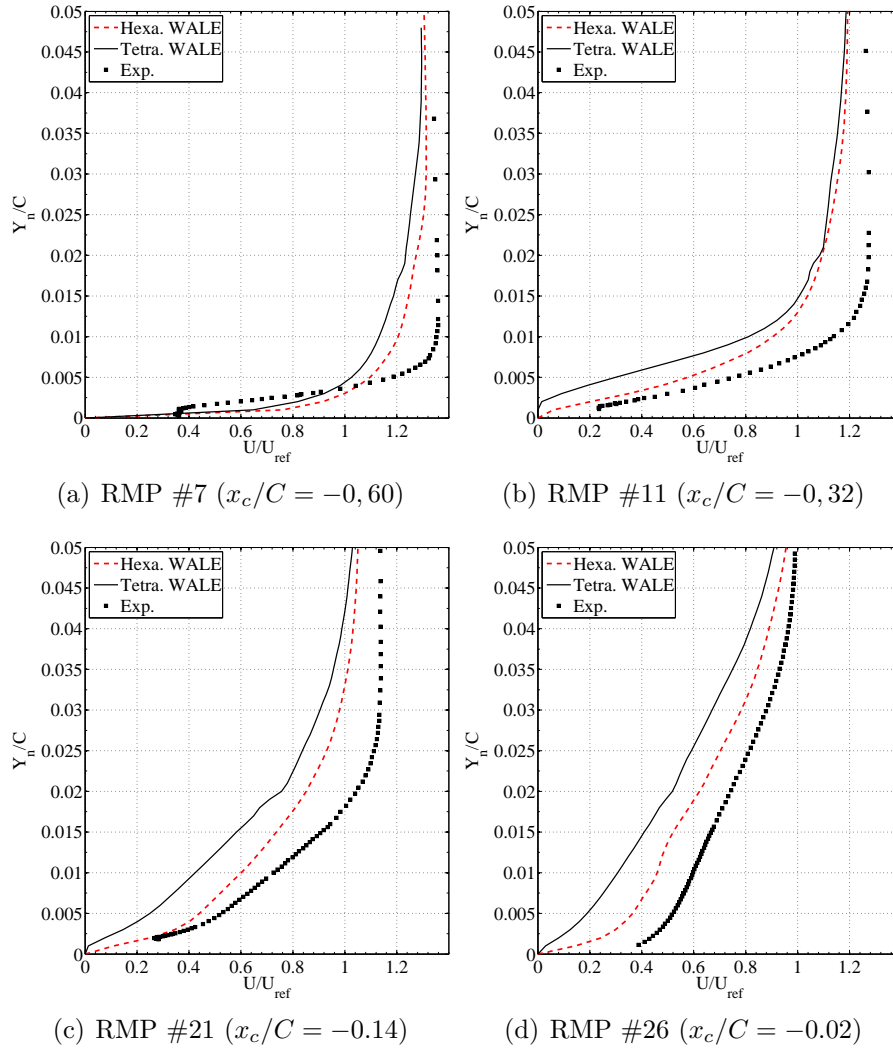 0.05
0.045
0.04
0.035
0.03
0.025
0.02
0.015
0.01
0.005
0
Y_n/C
Hexa. WALE
Tetra. WALE
Exp.
0 0.2 0.4 0.6 0.8 1 1.2
U/U_ref
(a) RMP #7 (x_c/C = −0, 60)
0.05
0.045
0.04
0.035
0.03
0.025
0.02
0.015
0.01
0.005
0
Y_n/C
Hexa. WALE
Tetra. WALE
Exp.
0 0.2 0.4 0.6 0.8 1 1.2
U/U_ref
(b) RMP #11 (x_c/C = −0, 32)
0.05
0.045
0.04
0.035
0.03
0.025
0.02
0.015
0.01
0.005
0
Y_n/C
Hexa. WALE
Tetra. WALE
Exp.
0 0.2 0.4 0.6 0.8 1 1.2
U/U_ref
(c) RMP #21 (x_c/C = −0.14)
0.05
0.045
0.04
0.035
0.03
0.025
0.02
0.015
0.01
0.005
0
Y_n/C
Hexa. WALE
Tetra. WALE
Exp.
0 0.2 0.4 0.6 0.8 1 1.2
U/U_ref
(d) RMP #26 (x_c/C = −0.02)